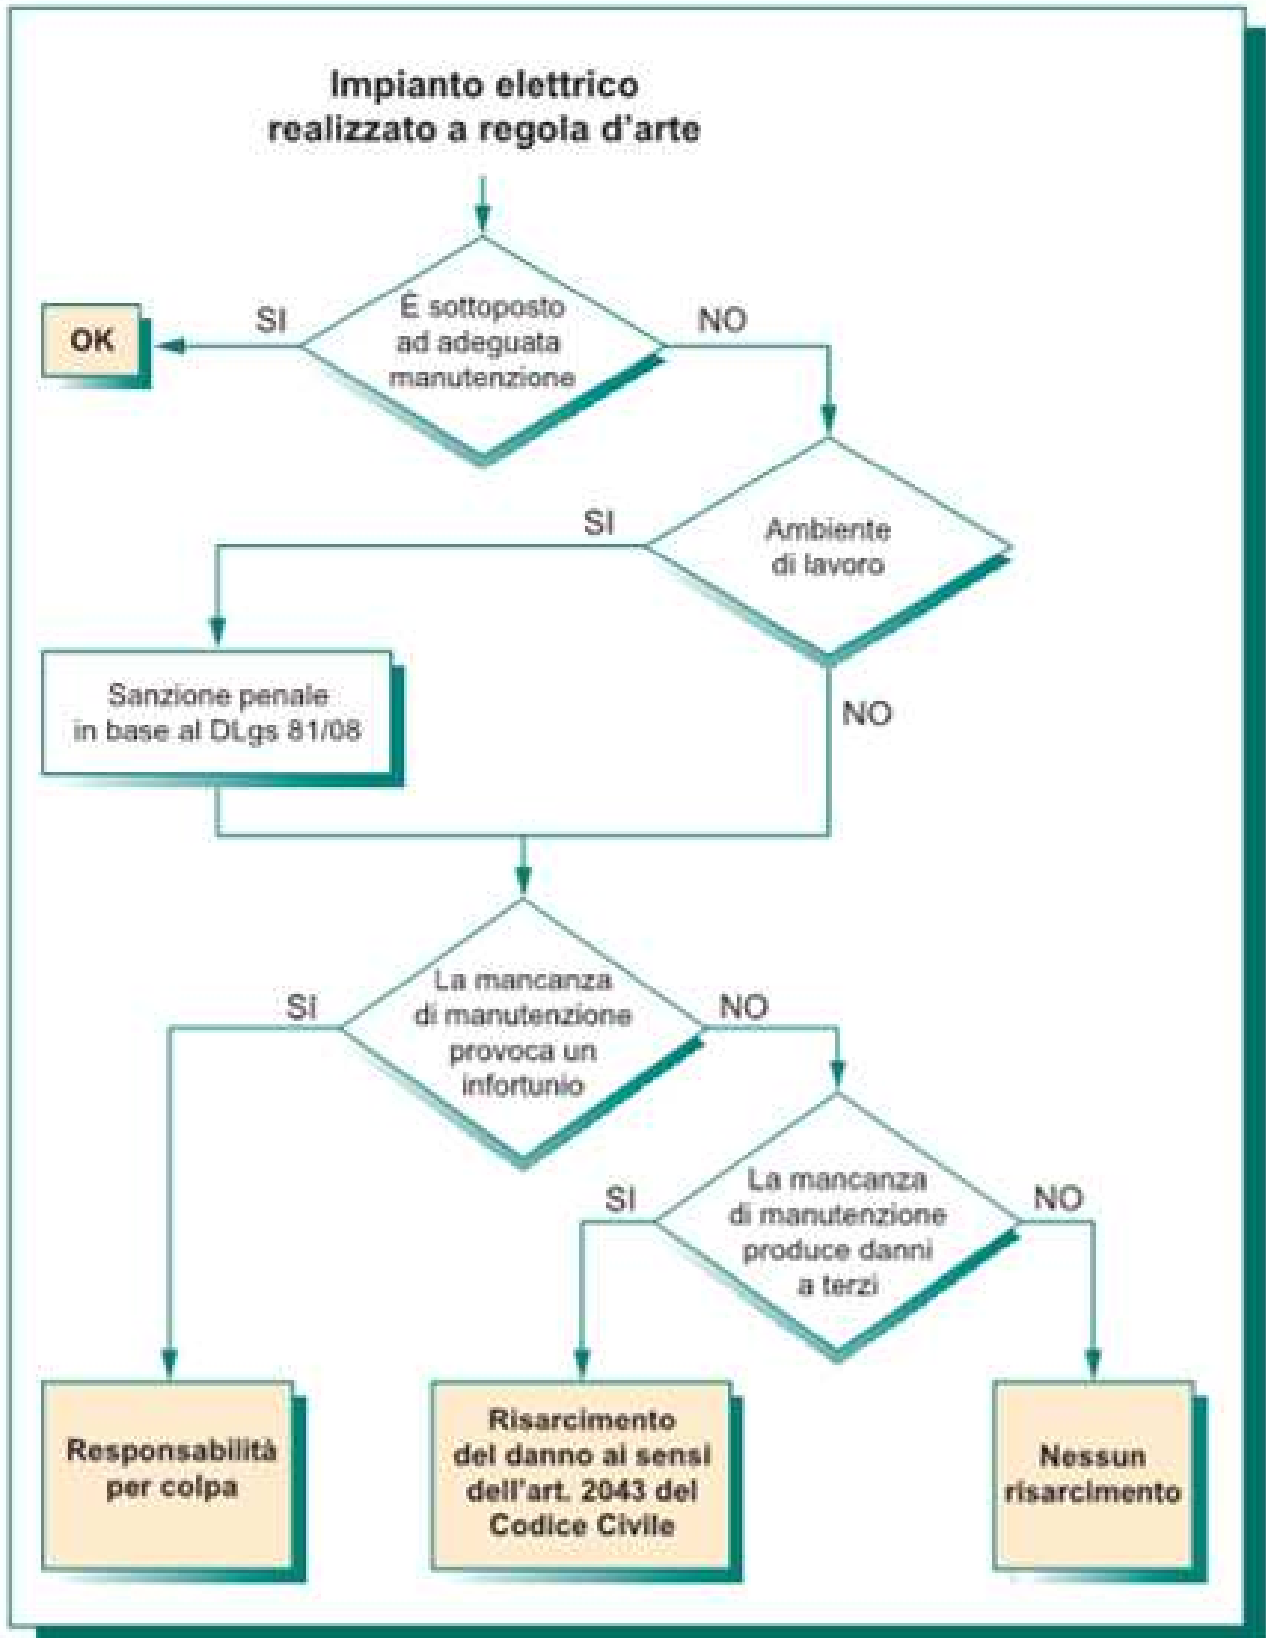 Impianto elettrico
realizzato a regola d'arte
È sottoposto
ad adeguata
manutenzione
SI
NO
OK
Ambiente
di lavoro
SI
NO
Sanzione penale
in base al DLgs 81/08
La mancanza
di manutenzione
provoca un
infortunio
SI
NO
La mancanza
di manutenzione
produce danni
a terzi
SI
NO
Responsabilità
per colpa
Risarcimento
del danno ai sensi
dell'art. 2043 del
Codice Civile
Nessun
risarcimento